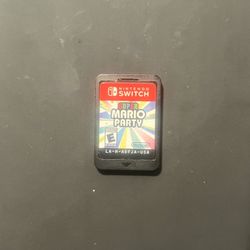 NINTENDO
SWITCH
SUPER
MARIO
PARTY
E
LA-H-ADFJA-USA